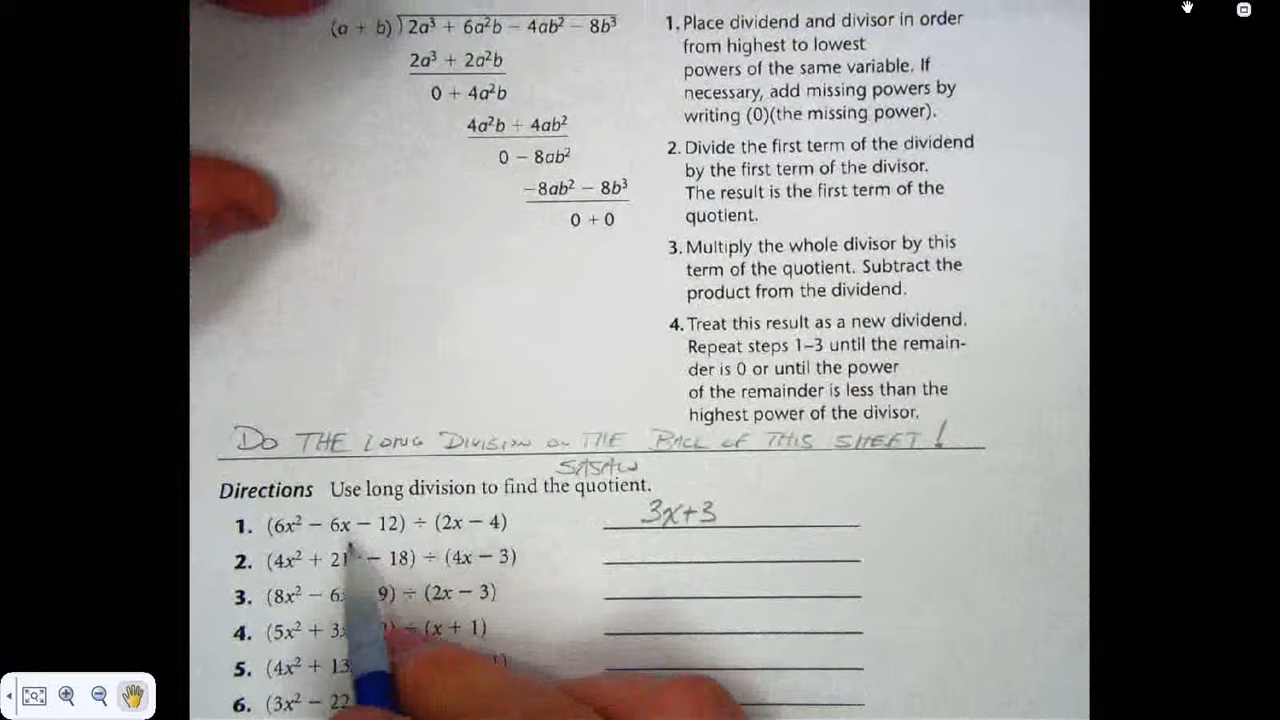 (a + b) 2a³ + 6a²b − 4ab² − 8b³
2a³ + 2a²b
0 + 4a²b
4a²b + 4ab²
0 − 8ab²
−8ab² − 8b³
0 + 0
1. Place dividend and divisor in order
from highest to lowest
powers of the same variable. If
necessary, add missing powers by
writing (0)(the missing power).
2. Divide the first term of the dividend
by the first term of the divisor.
The result is the first term of the
quotient.
3. Multiply the whole divisor by this
term of the quotient. Subtract the
product from the dividend.
4. Treat this result as a new dividend.
Repeat steps 1–3 until the remain-
der is 0 or until the power
of the remainder is less than the
highest power of the divisor.
DO THE LONG DIVISION ON THE BACK OF THIS SHEET!
Directions Use long division to find the quotient.
1. (6x² − 6x − 12) ÷ (2x − 4) 3x+3
2. (4x² + 21 − 18) ÷ (4x − 3)
3. (8x² − 6 9) ÷ (2x − 3)
4. (5x² + 3 ) ÷ (x + 1)
5. (4x² + 13 1)
6. (3x² − 22